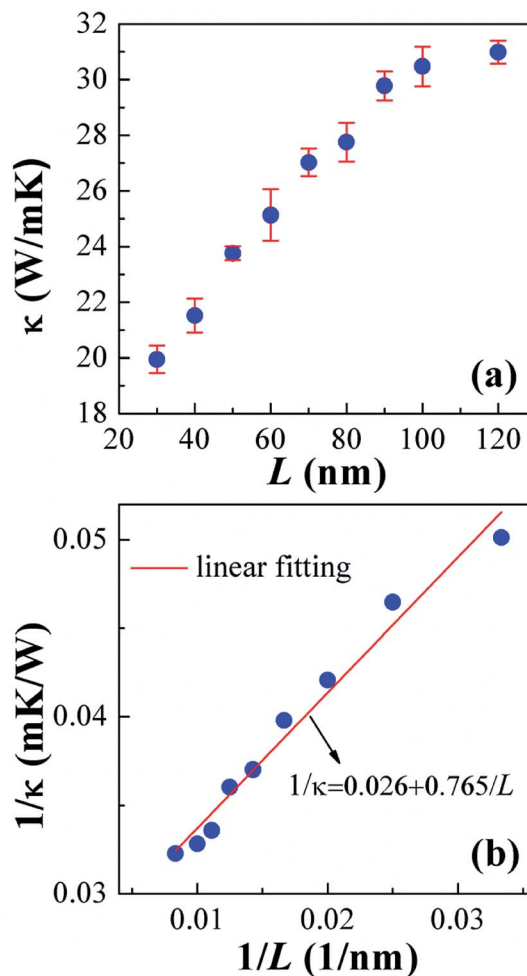 32
30
28
26
24
22
20
18
κ (W/mK)
(a)
20 40 60 80 100 120
L (nm)
0.05
0.04
0.03
1/κ (mK/W)
linear fitting
1/κ=0.026+0.765/L
(b)
0.01 0.02 0.03
1/L (1/nm)